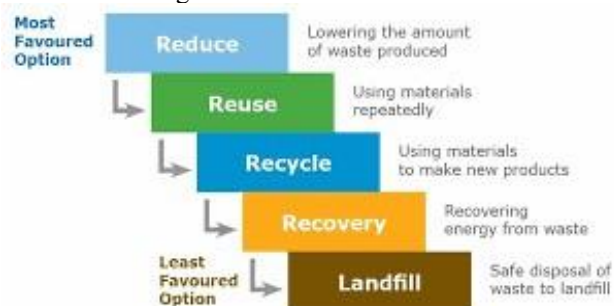 Most
Favoured
Option
Reduce
Lowering the amount
of waste produced
Reuse
Using materials
repeatedly
Recycle
Using materials
to make new products
Recovery
Recovering
energy from waste
Least
Favoured
Option
Landfill
Safe disposal of
waste to landfill